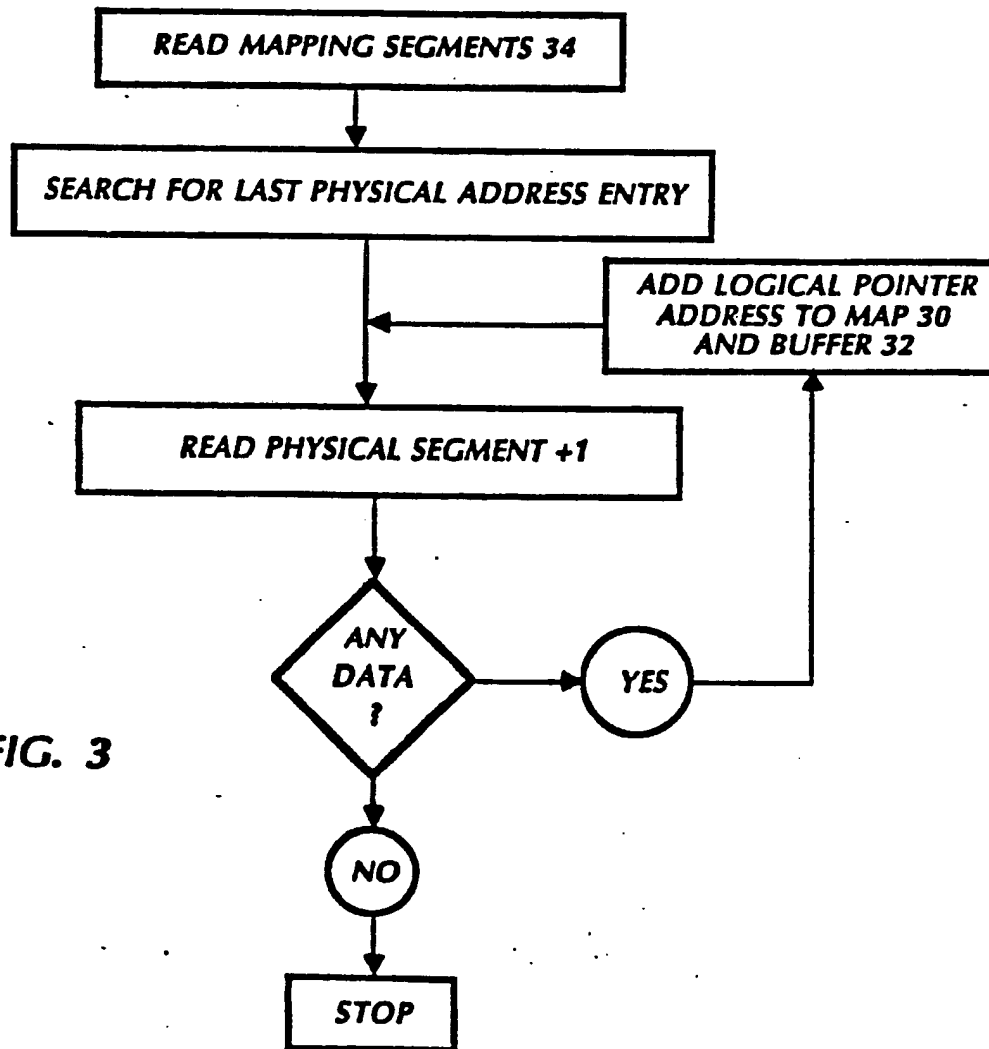 READ MAPPING SEGMENTS 34
SEARCH FOR LAST PHYSICAL ADDRESS ENTRY
ADD LOGICAL POINTER
ADDRESS TO MAP 30
AND BUFFER 32
READ PHYSICAL SEGMENT +1
ANY
DATA
?
YES
FIG. 3
NO
STOP